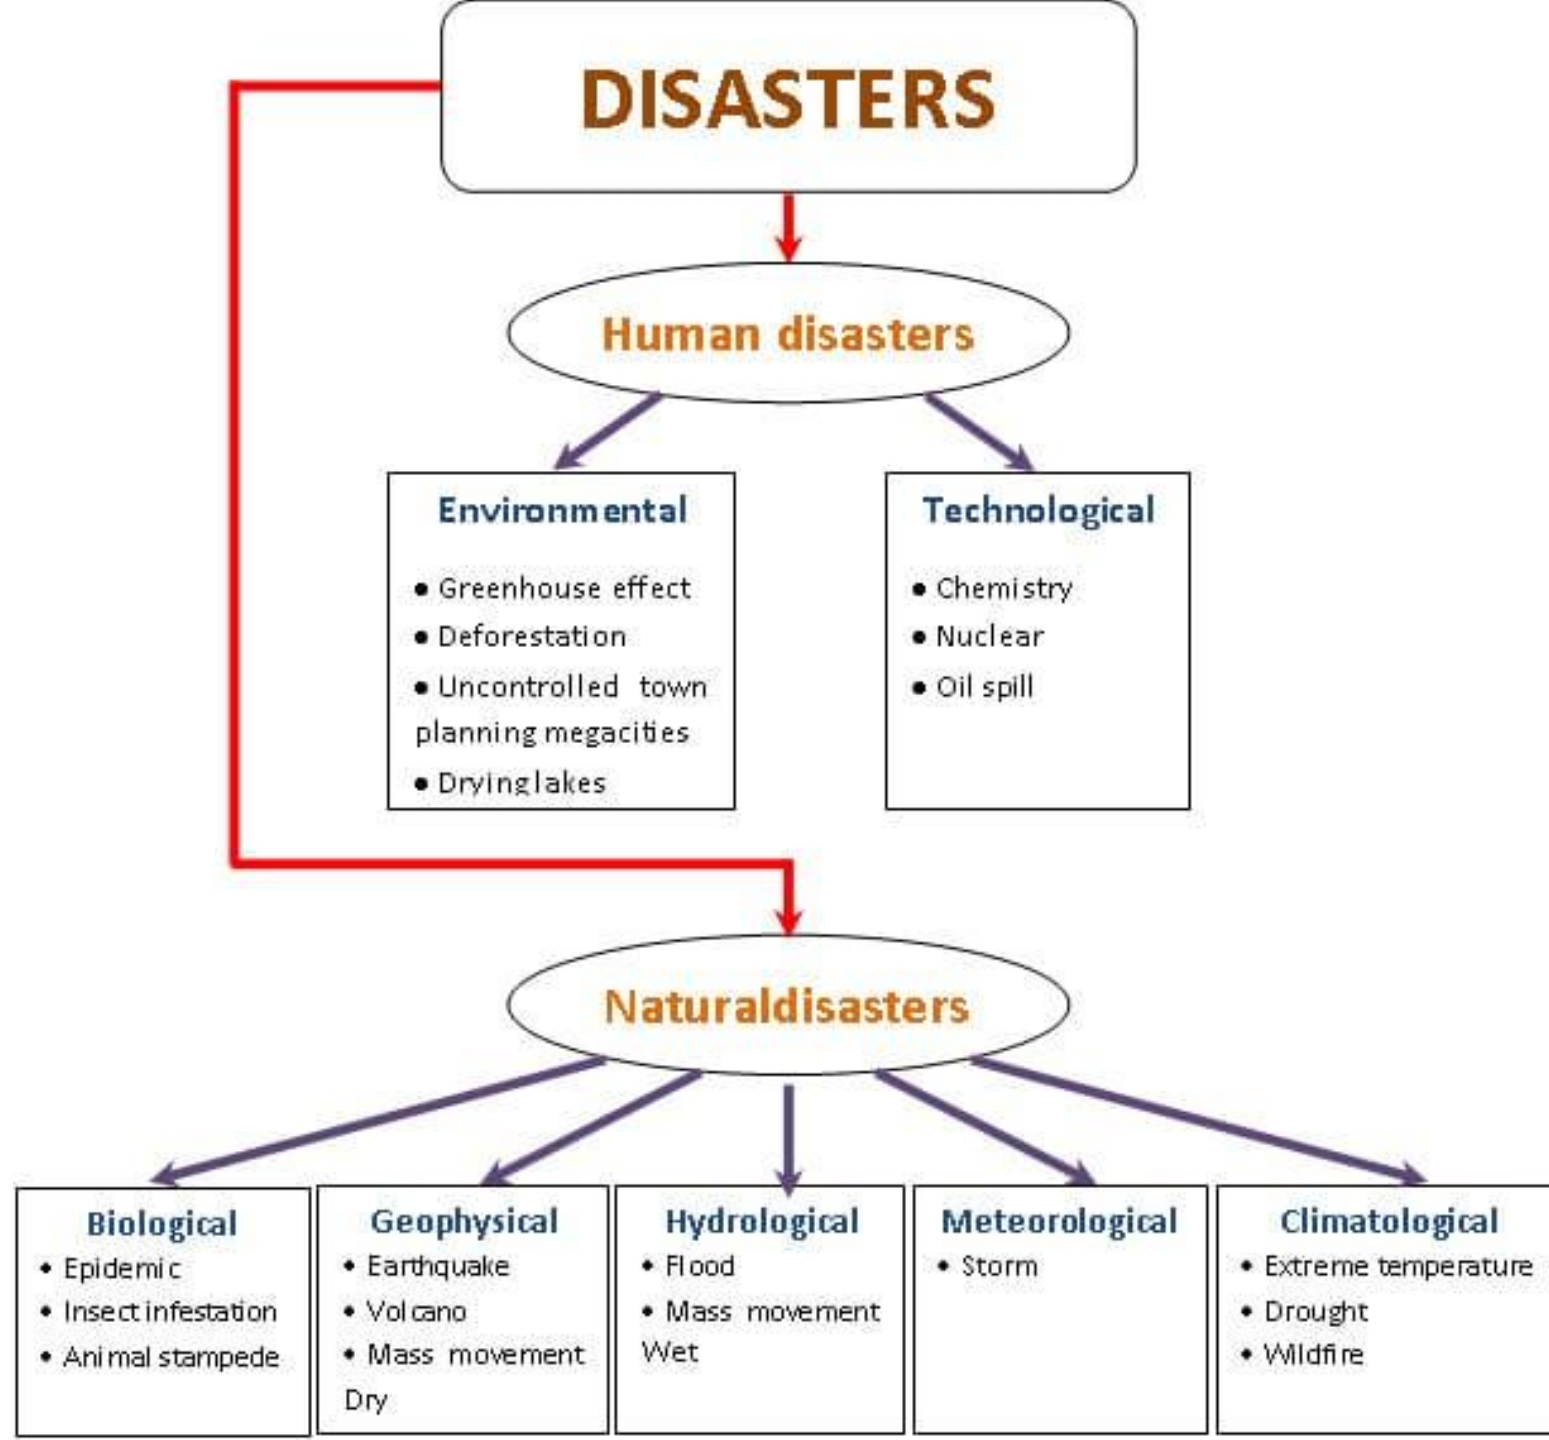 DISASTERS
Human disasters
Environmental
● Greenhouse effect
● Deforestation
● Uncontrolled town
planning megacities
● Drying lakes
Technological
● Chemistry
● Nuclear
● Oil spill
Naturaldisasters
Biological
• Epidemic
• Insect infestation
• Animal stampede
Geophysical
• Earthquake
• Volcano
• Mass movement
Dry
Hydrological
• Flood
• Mass movement
Wet
Meteorological
• Storm
Climatological
• Extreme temperature
• Drought
• Wildfire